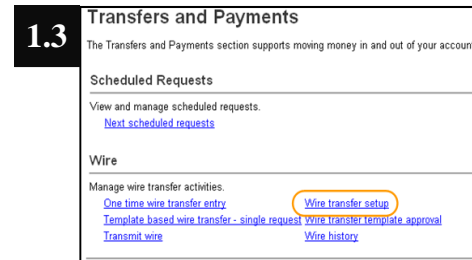 1.3
Transfers and Payments
The Transfers and Payments section supports moving money in and out of your accoun
Scheduled Requests
View and manage scheduled requests.
Next scheduled requests
Wire
Manage wire transfer activities.
One time wire transfer entry Wire transfer setup
Template based wire transfer - single request Wire transfer template approval
Transmit wire Wire history